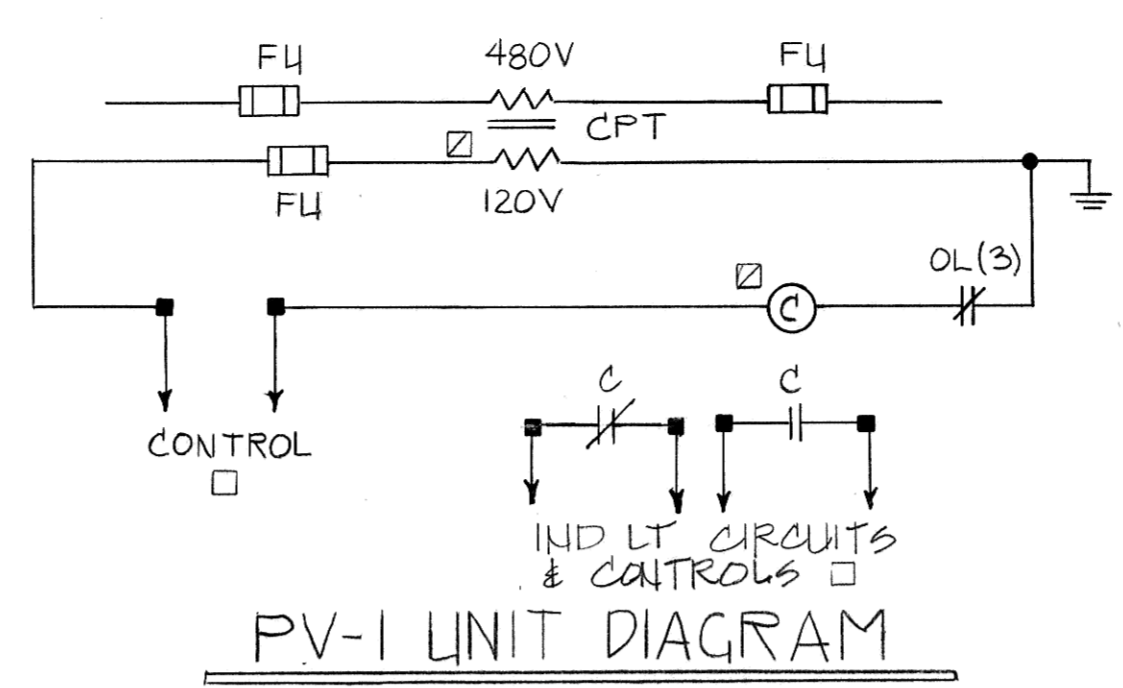 FU 480V FU
CPT
FU 120V
OL(3)
C
C C
CONTROL
IND LT CIRCUITS
& CONTROLS
PV-1 UNIT DIAGRAM